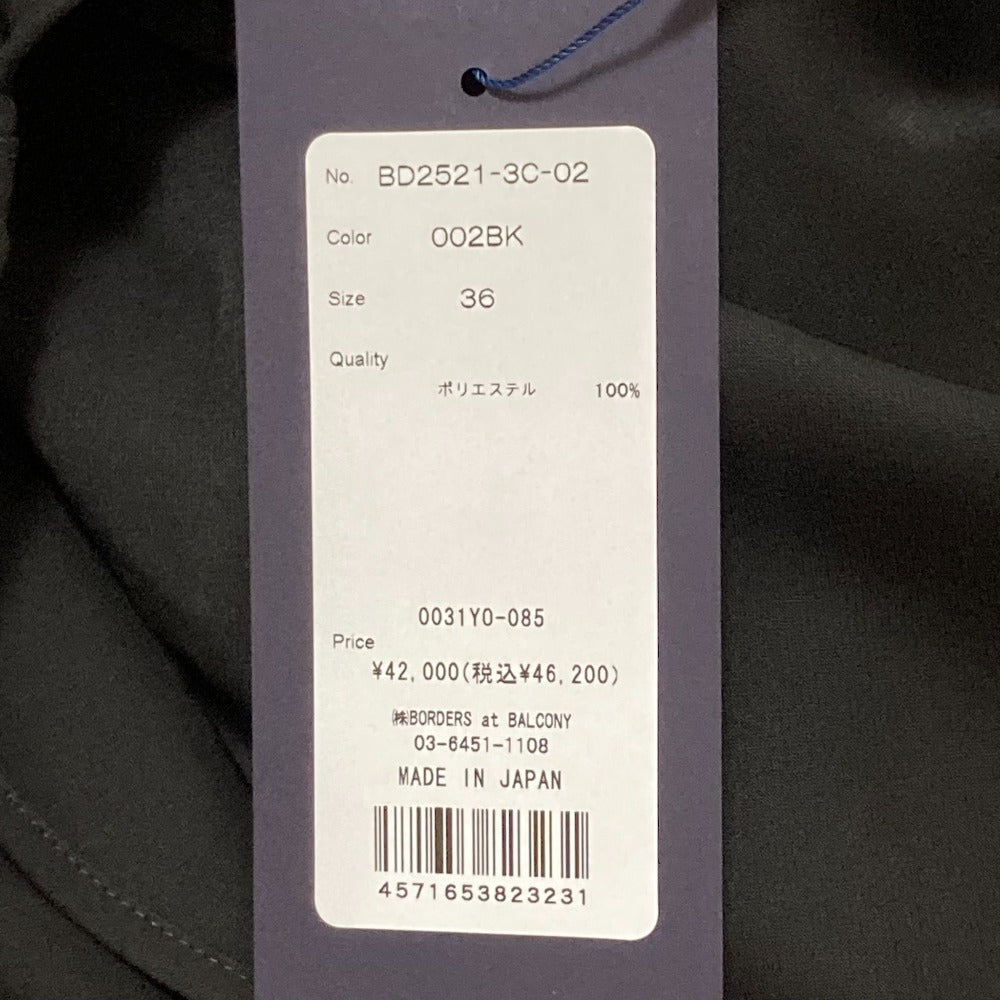 No. BD2521-3C-02
Color 002BK
Size 36
Quality
ポリエステル 100%
0031Y0-085
Price
¥42,000(税込¥46,200)
㈱BORDERS at BALCONY
03-6451-1108
MADE IN JAPAN
4571653823231